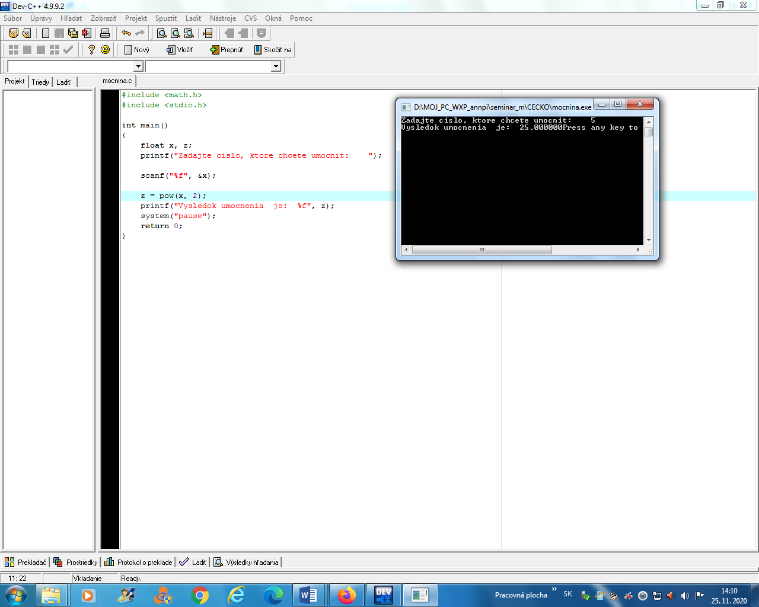 Dev-C++ 4.9.9.2
Súbor Úpravy Hľadať Zobraziť Projekt Spustiť Ladiť Nástroje CVS Okná Pomoc
Nový Vložiť Prepnúť Skočiť na
Projekt Triedy Ladiť
mocnina.c
#include <math.h>
#include <stdio.h>
int main()
{
float x, z;
printf("Zadajte cislo, ktore chcete umocnit:    ");
scanf("%f", &x);
z = pow(x, 2);
printf("Vysledok umocnenia  je:  %f", z);
system("pause");
return 0;
}
D:\MOJ_PC_WXP_annpi\seminar_m\CECKO\mocnina.exe
Zadajte cislo, ktore chcete umocnit:    5
Vysledok umocnenia  je:  25.000000Press any key to
Prekladač Prostriedky Protokol o preklade Ladiť Výsledky hľadania
11: 22 Vkladanie Ready.
Pracovná plocha » SK 14:10
25. 11. 2020